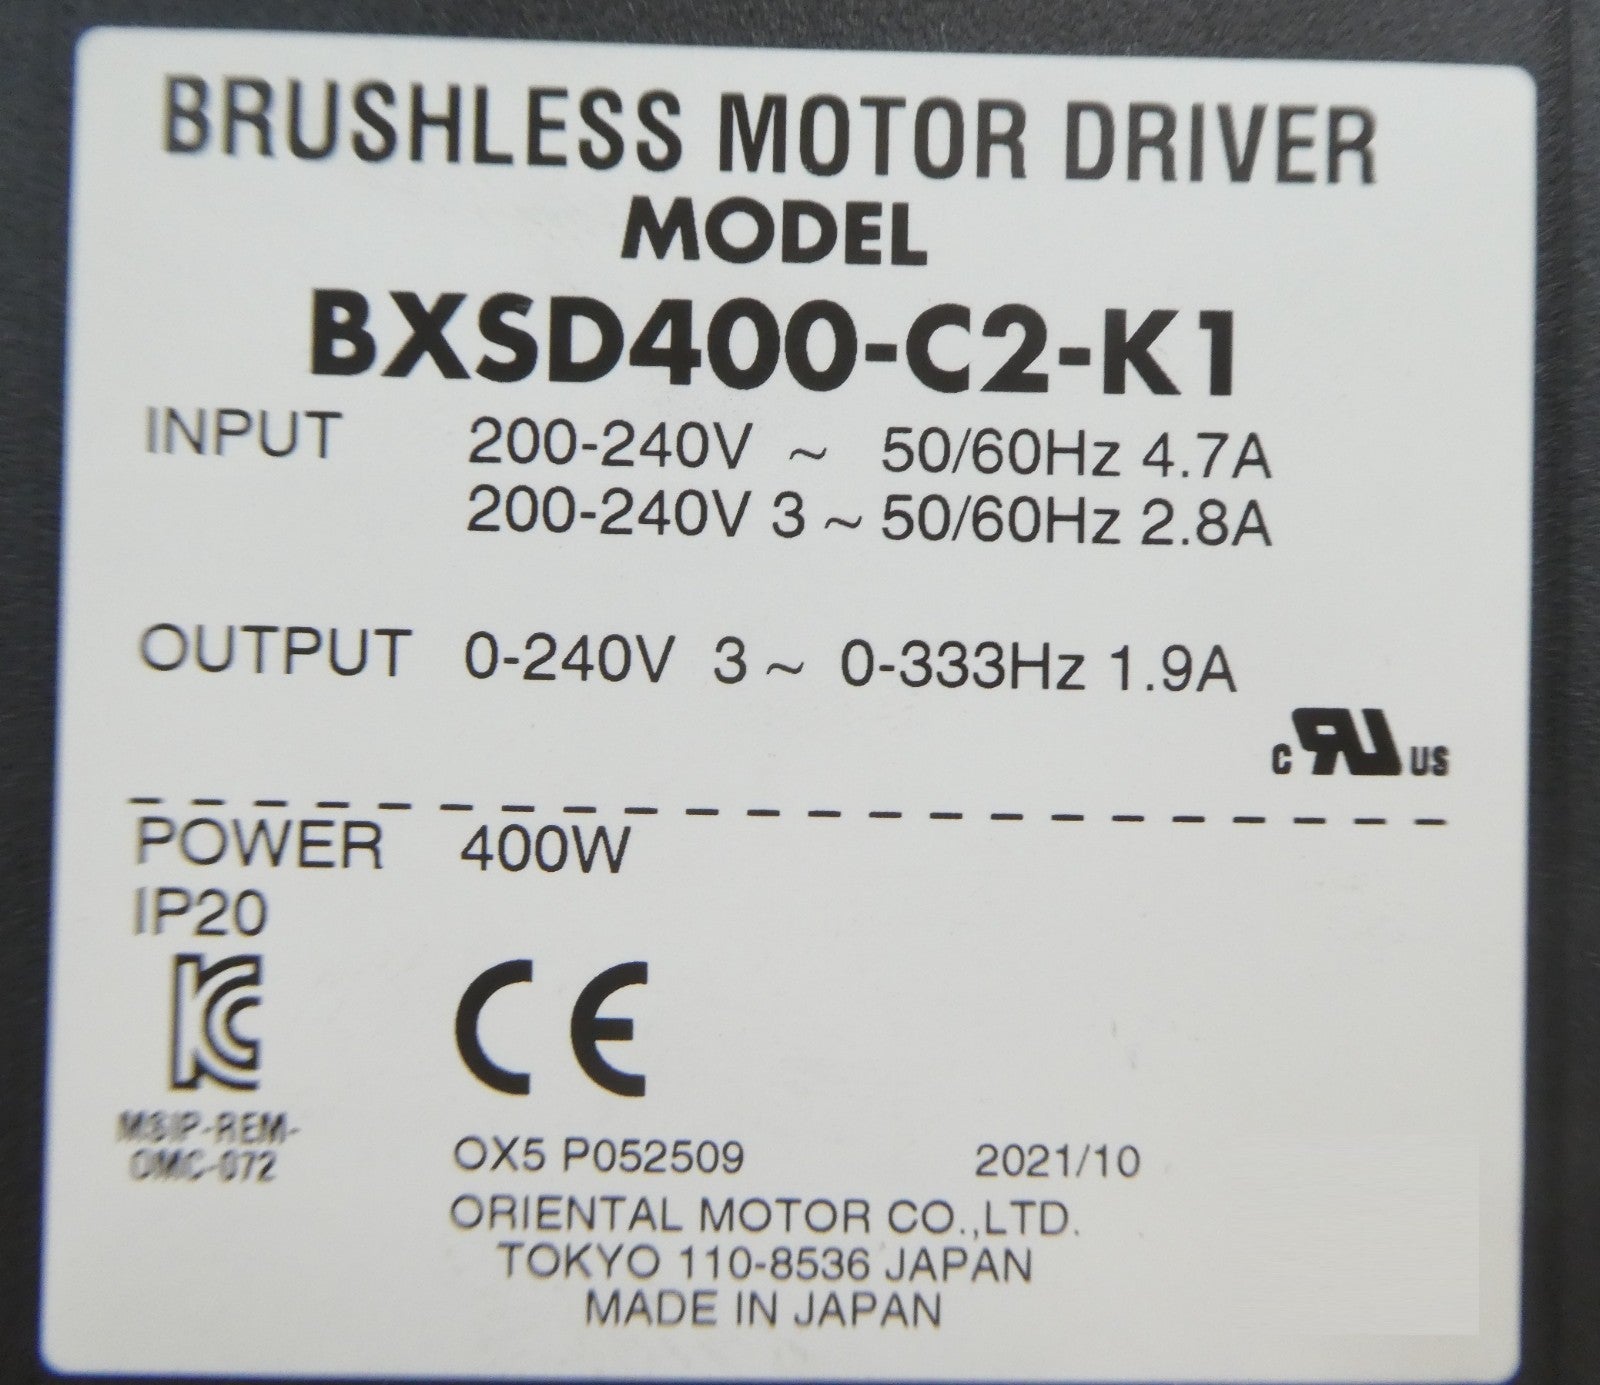 BRUSHLESS MOTOR DRIVER
MODEL
BXSD400-C2-K1
INPUT 200-240V ~ 50/60Hz 4.7A
200-240V 3 ~ 50/60Hz 2.8A
OUTPUT 0-240V 3 ~ 0-333Hz 1.9A
c RU US
POWER 400W
IP20
KC CE
MSIP-REM-
OMC-072
OX5 P052509 2021/10
ORIENTAL MOTOR CO.,LTD.
TOKYO 110-8536 JAPAN
MADE IN JAPAN